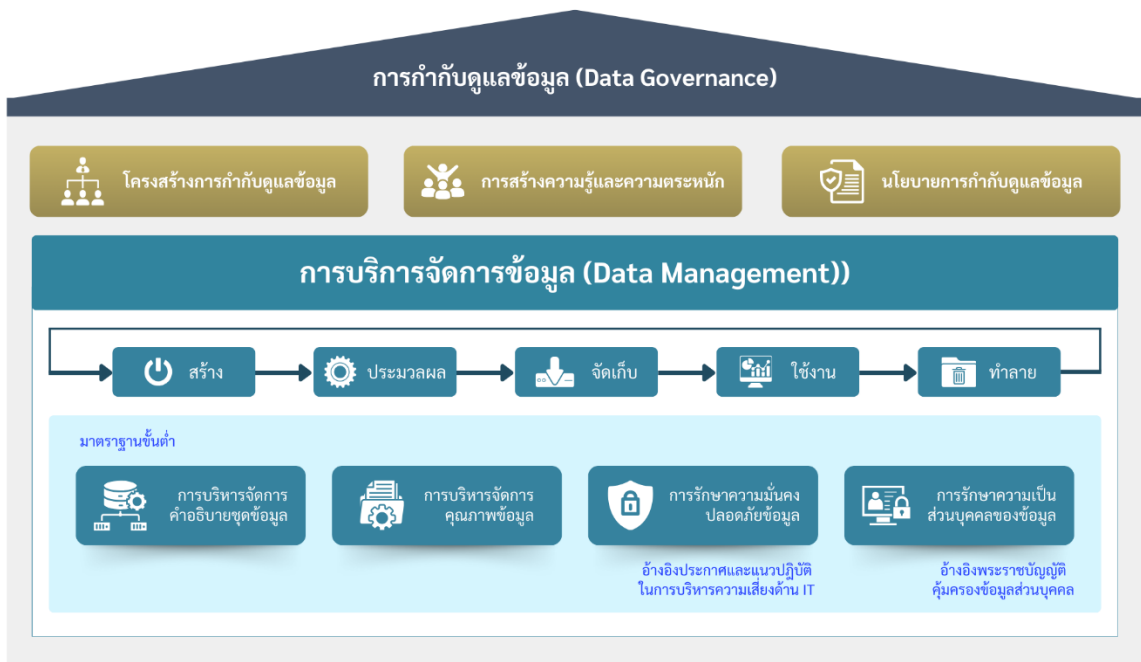 การกำกับดูแลข้อมูล (Data Governance)
โครงสร้างการกำกับดูแลข้อมูล
การสร้างความรู้และความตระหนัก
นโยบายการกำกับดูแลข้อมูล
การบริการจัดการข้อมูล (Data Management))
สร้าง
ประมวลผล
จัดเก็บ
ใช้งาน
ทำลาย
มาตราฐานขั้นต่ำ
การบริหารจัดการ
คำอธิบายชุดข้อมูล
การบริหารจัดการ
คุณภาพข้อมูล
การรักษาความมั่นคง
ปลอดภัยข้อมูล
การรักษาความเป็น
ส่วนบุคคลของข้อมูล
อ้างอิงประกาศและแนวปฏิบัติ
ในการบริหารความเสี่ยงด้าน IT
อ้างอิงพระราชบัญญัติ
คุ้มครองข้อมูลส่วนบุคคล